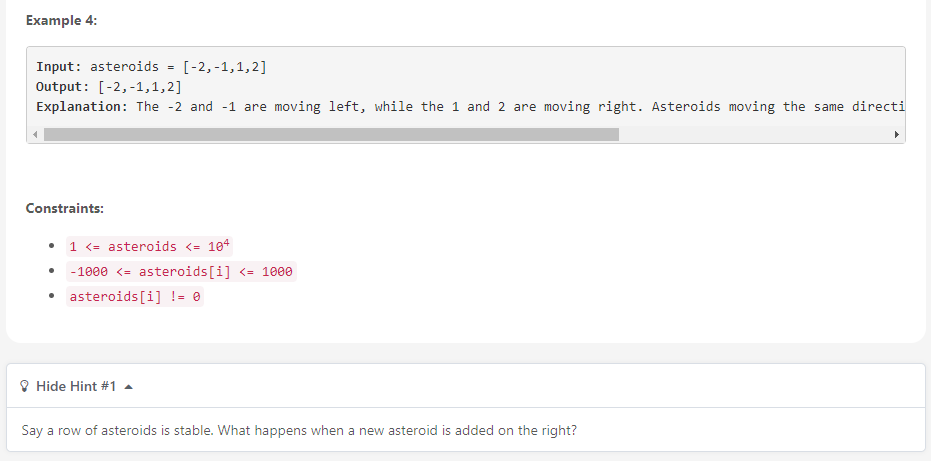 Example 4:
Input: asteroids = [-2,-1,1,2]
Output: [-2,-1,1,2]
Explanation: The -2 and -1 are moving left, while the 1 and 2 are moving right. Asteroids moving the same directi
Constraints:
• 1 <= asteroids <= 10⁴
• -1000 <= asteroids[i] <= 1000
• asteroids[i] != 0
Hide Hint #1
Say a row of asteroids is stable. What happens when a new asteroid is added on the right?